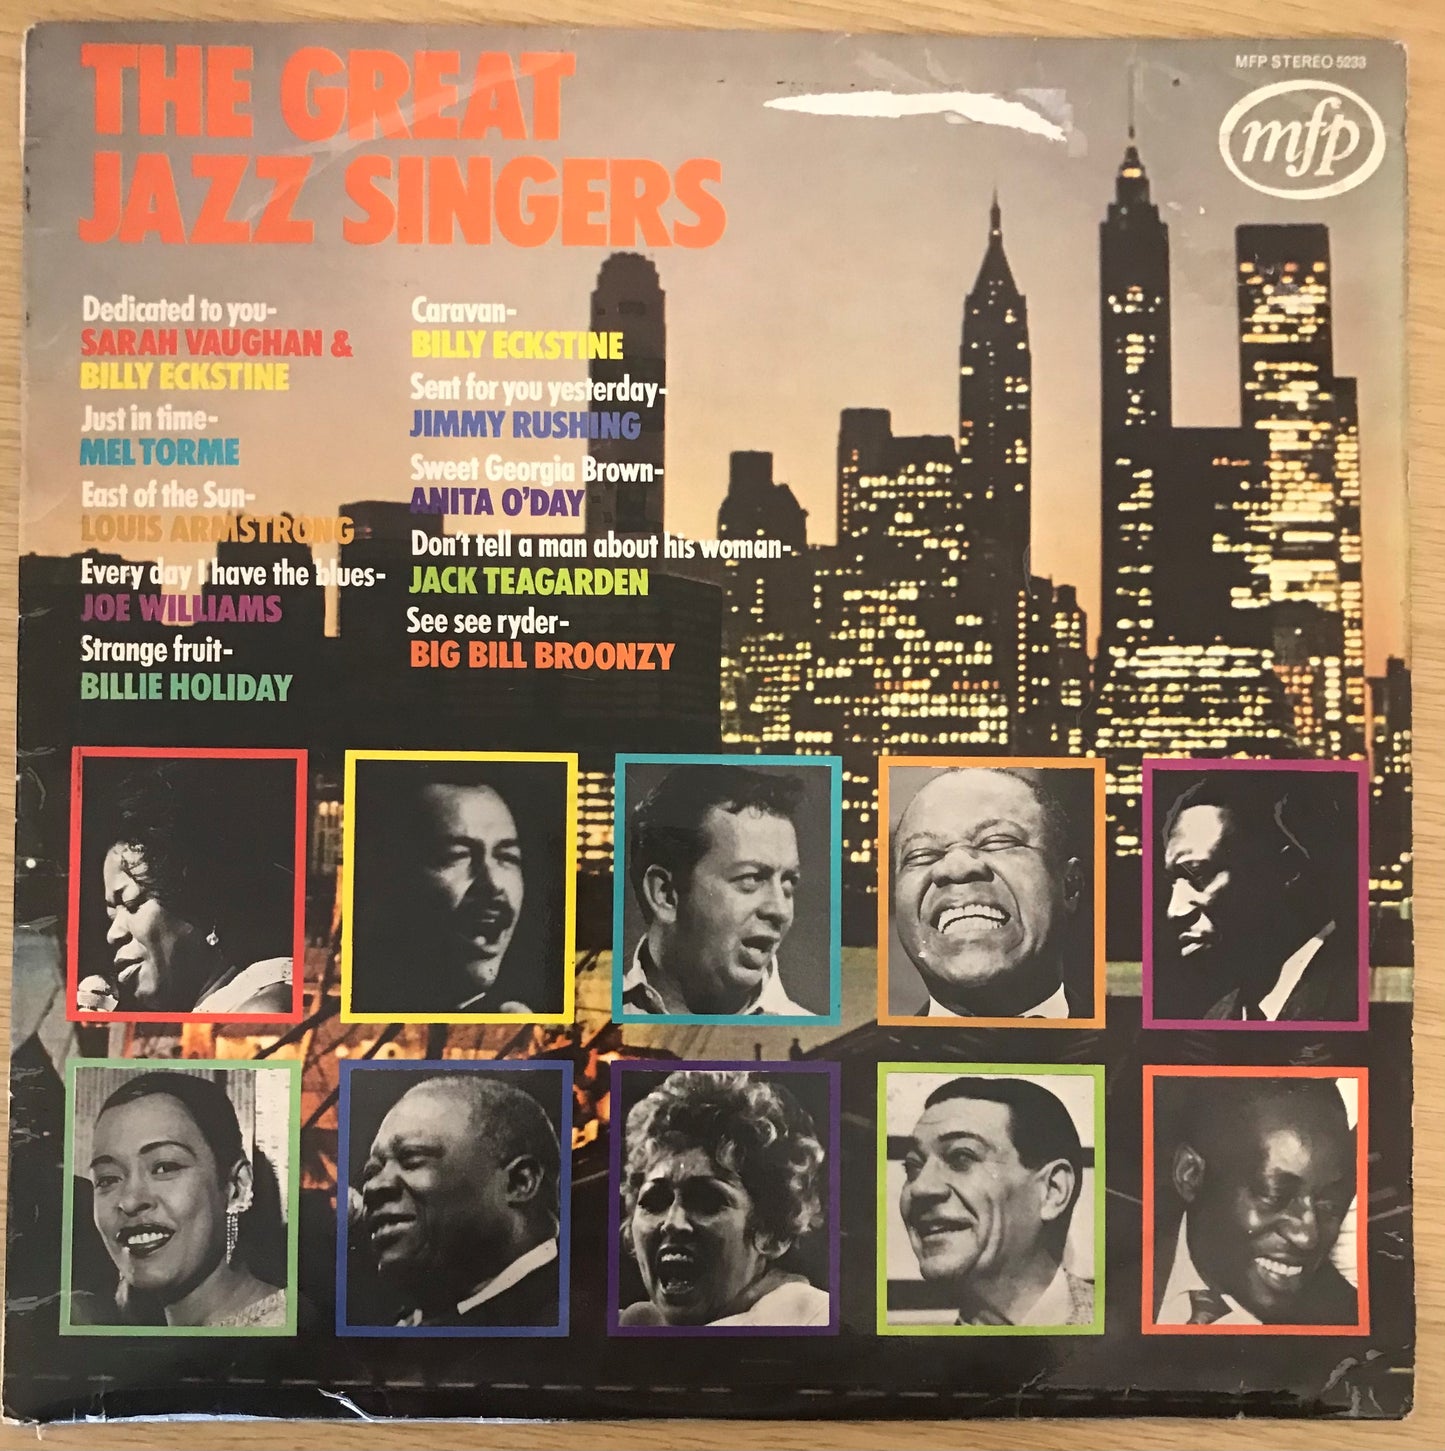 THE GREAT
JAZZ SINGERS
MFP STEREO 5233
mfp
Dedicated to you-
SARAH VAUGHAN &
BILLY ECKSTINE
Just in time-
MEL TORME
East of the Sun-
LOUIS ARMSTRONG
Every day I have the blues-
JOE WILLIAMS
Strange fruit-
BILLIE HOLIDAY
Caravan-
BILLY ECKSTINE
Sent for you yesterday-
JIMMY RUSHING
Sweet Georgia Brown-
ANITA O'DAY
Don't tell a man about his woman-
JACK TEAGARDEN
See see ryder-
BIG BILL BROONZY